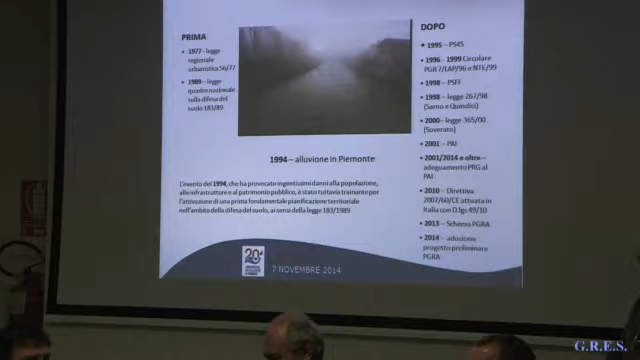 PRIMA
• 1977 - legge
regionale
urbanistica 56/77
• 1989 - legge
quadro nazionale
sulla difesa del
suolo 183/89
1994 – alluvione in Piemonte
L'evento del 1994, che ha provocato ingentissimi danni alla popolazione,
alle infrastrutture e al patrimonio pubblico, è stato tuttavia trainante per
l'attivazione di una prima fondamentale pianificazione territoriale
nell'ambito della difesa del suolo, ai sensi della legge 183/1989
DOPO
• 1995 – PS45
• 1996 - 1999 Circolare
PGR 7/LAP/96 e NTE/99
• 1998 – PSFF
• 1998 – legge 267/98
(Sarno e Quindici)
• 2000 – legge 365/00
(Soverato)
• 2001 – PAI
• 2001/2014 e oltre –
adeguamento PRG al
PAI
• 2010 – Direttiva
2007/60/CE attuata in
Italia con D.lgs 49/10
• 2013 – Schema PGRA
• 2014 – adozione
progetto preliminare
PGRA
20
7 NOVEMBRE 2014
G.R.E.S.